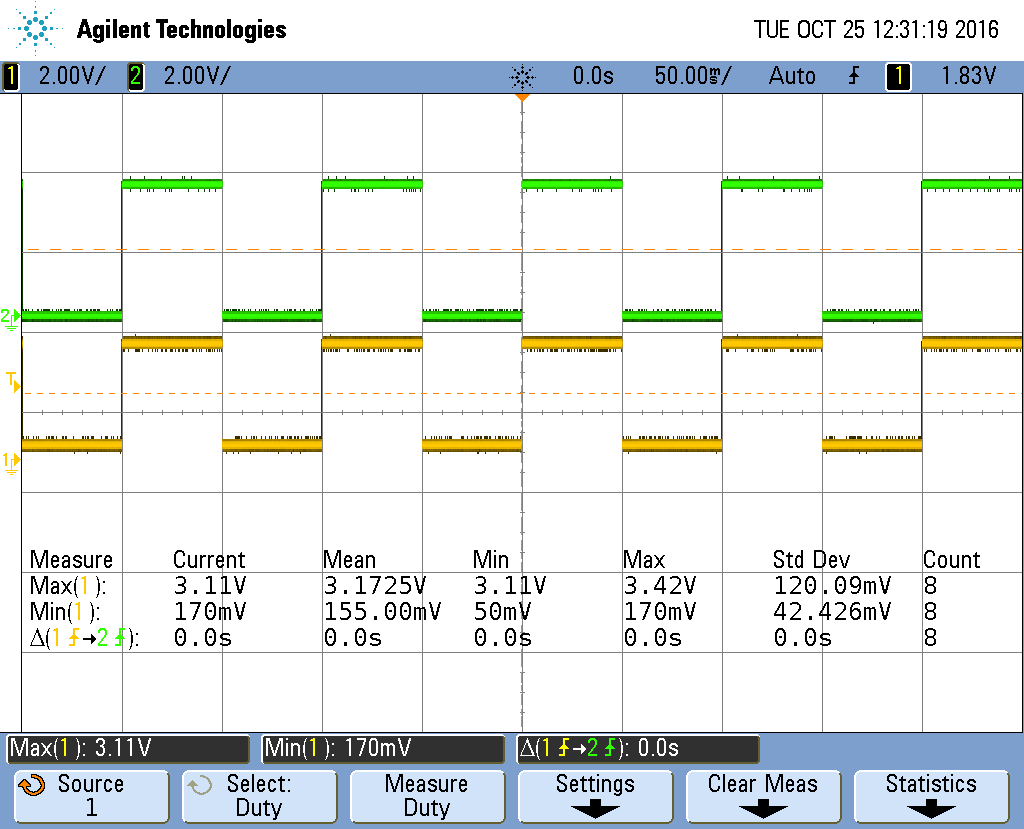 Agilent Technologies TUE OCT 25 12:31:19 2016
1 2.00V/ 2 2.00V/ 0.0s 50.00ms/ Auto 1 1.83V
2
T
1
Measure Current Mean Min Max Std Dev Count
Max(1): 3.11V 3.1725V 3.11V 3.42V 120.09mV 8
Min(1): 170mV 155.00mV 50mV 170mV 42.426mV 8
Δ(1→2): 0.0s 0.0s 0.0s 0.0s 0.0s 8
Max(1): 3.11V Min(1): 170mV Δ(1→2): 0.0s
Source Select: Measure Settings Clear Meas Statistics
1 Duty Duty